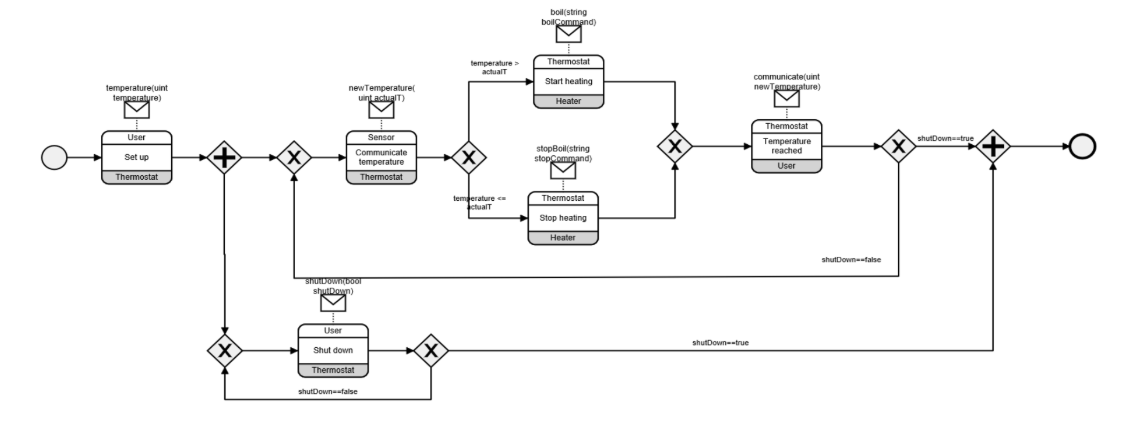 boil(string
boilCommand)
temperature >
actualT
Thermostat
Start heating
Heater
temperature(uint
temperature)
User
Set up
Thermostat
newTemperature(
uint actualT)
Sensor
Communicate
temperature
Thermostat
communicate(uint
newTemperature)
Thermostat
Temperature
reached
User
shutDown==true
stopBoil(string
stopCommand)
temperature <=
actualT
Thermostat
Stop heating
Heater
shutDown==false
shutDown(bool
shutDown)
User
Shut down
Thermostat
shutDown==true
shutDown==false